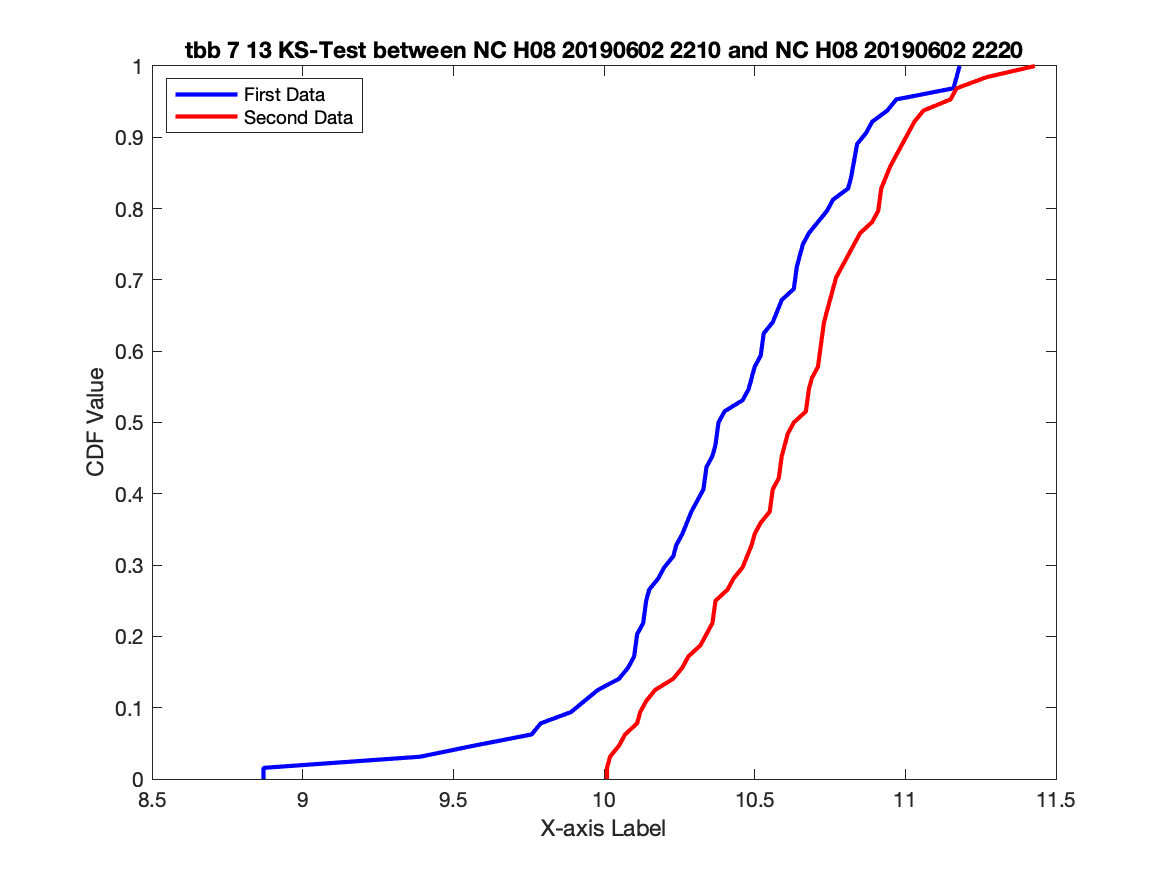 tbb 7 13 KS-Test between NC H08 20190602 2210 and NC H08 20190602 2220
First Data
Second Data
CDF Value
1
0.9
0.8
0.7
0.6
0.5
0.4
0.3
0.2
0.1
0
8.5 9 9.5 10 10.5 11 11.5
X-axis Label